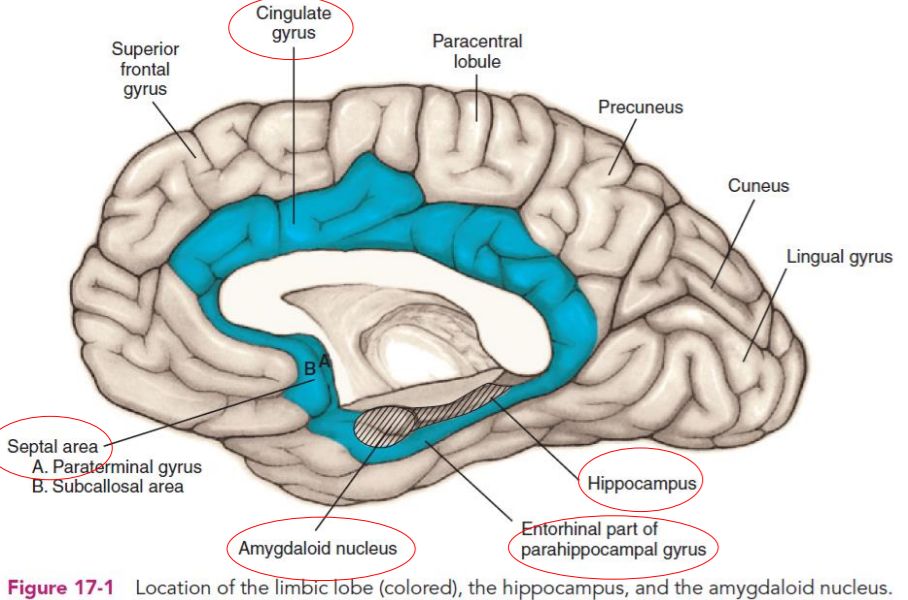 Cingulate
gyrus
Superior
frontal
gyrus
Paracentral
lobule
Precuneus
Cuneus
Lingual gyrus
B A
Septal area
A. Paraterminal gyrus
B. Subcallosal area
Hippocampus
Amygdaloid nucleus
Entorhinal part of
parahippocampal gyrus
Figure 17-1 Location of the limbic lobe (colored), the hippocampus, and the amygdaloid nucleus.